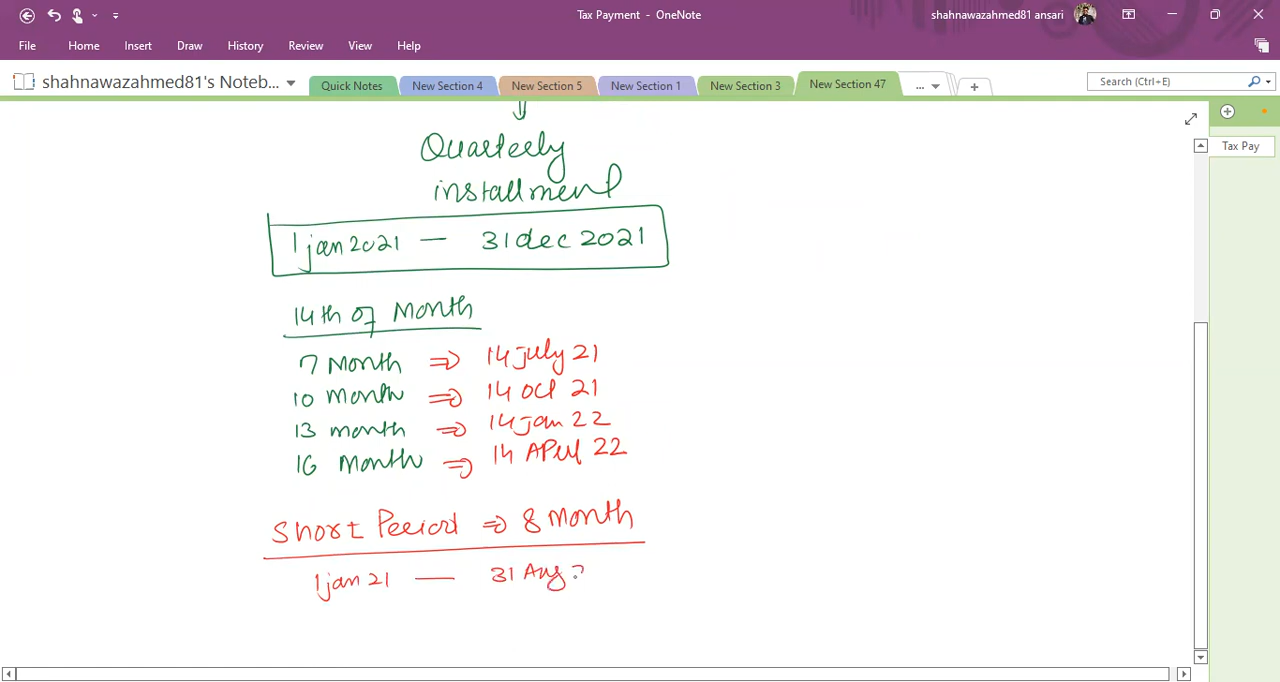 Tax Payment - OneNote
shahnawazahmed81 ansari
File Home Insert Draw History Review View Help
shahnawazahmed81's Noteb... Quick Notes New Section 4 New Section 5 New Section 1 New Section 3 New Section 47 ... + Search (Ctrl+E)
Tax Pay
Quarterly
installment
1 jan 2021 — 31 dec 2021
14th of Month
7 Month ⇒ 14 july 21
10 Month ⇒ 14 oct 21
13 month ⇒ 14 jan 22
16 Month ⇒ 14 April 22
Short Period ⇒ 8 Month
1 jan 21 — 31 Aug